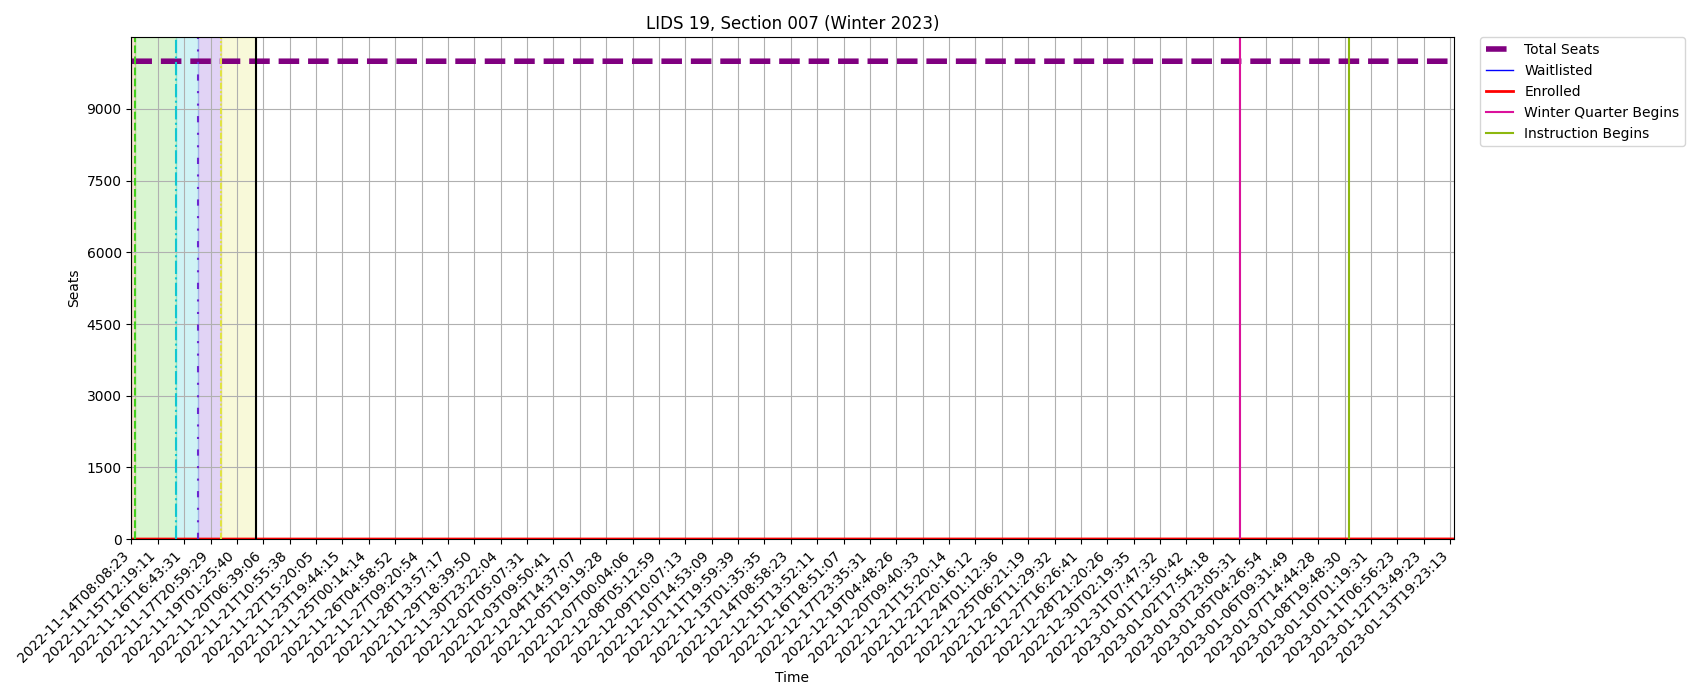 LIDS 19, Section 007 (Winter 2023)
Total Seats
Waitlisted
Enrolled
Winter Quarter Begins
Instruction Begins
9000
7500
6000
4500
3000
1500
0
Seats
2022-11-14T08:08:23
2022-11-15T12:19:11
2022-11-16T16:43:31
2022-11-17T20:59:29
2022-11-19T01:25:40
2022-11-20T06:39:06
2022-11-21T10:55:38
2022-11-22T15:20:05
2022-11-23T19:44:15
2022-11-25T00:14:14
2022-11-26T04:58:52
2022-11-27T09:20:54
2022-11-28T13:57:17
2022-11-29T18:39:50
2022-11-30T23:22:04
2022-12-02T05:07:31
2022-12-03T09:50:41
2022-12-04T14:37:07
2022-12-05T19:19:28
2022-12-07T00:04:06
2022-12-08T05:12:59
2022-12-09T10:07:13
2022-12-10T14:53:09
2022-12-11T19:59:39
2022-12-13T01:35:35
2022-12-14T08:58:23
2022-12-15T13:52:11
2022-12-16T18:51:07
2022-12-17T23:35:31
2022-12-19T04:48:26
2022-12-20T09:40:33
2022-12-21T15:20:14
2022-12-22T20:16:12
2022-12-24T01:12:36
2022-12-25T06:21:19
2022-12-26T11:29:32
2022-12-27T16:26:41
2022-12-28T21:20:26
2022-12-30T02:19:35
2022-12-31T07:47:32
2023-01-01T12:50:42
2023-01-02T17:54:18
2023-01-03T23:05:31
2023-01-05T04:26:54
2023-01-06T09:31:49
2023-01-07T14:44:28
2023-01-08T19:48:30
2023-01-10T01:19:31
2023-01-11T06:56:23
2023-01-12T13:49:23
2023-01-13T19:23:13
Time